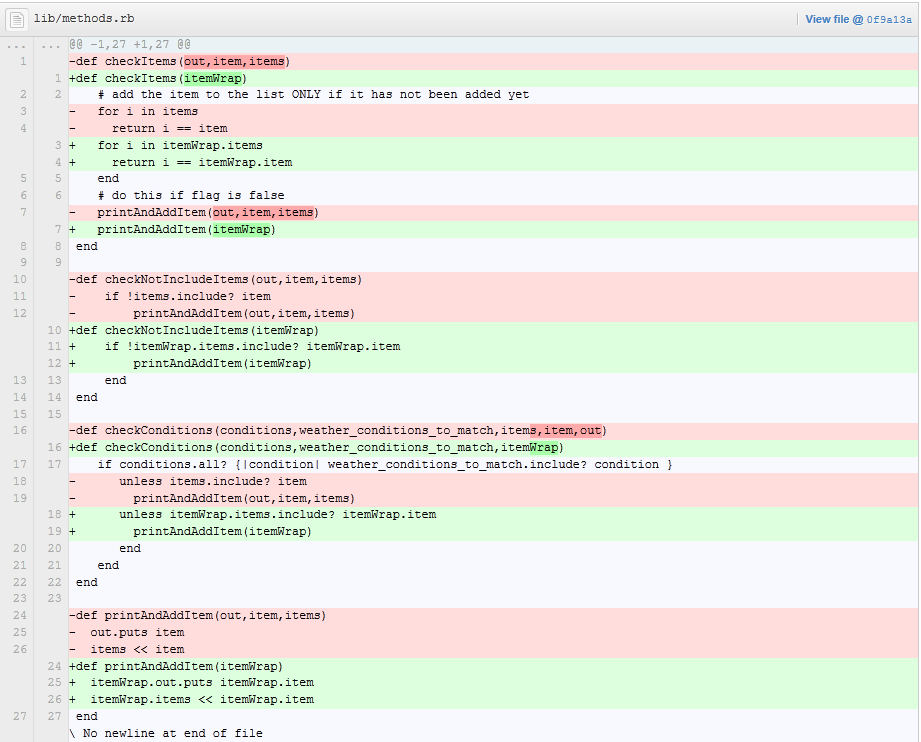 lib/methods.rb | View file @ 0f9a13a
... ... @@ -1,27 +1,27 @@
1 -def checkItems(out,item,items)
1 +def checkItems(itemWrap)
2 2     # add the item to the list ONLY if it has not been added yet
3 -   for i in items
4 -     return i == item
3 +   for i in itemWrap.items
4 +     return i == itemWrap.item
5 5     end
6 6     # do this if flag is false
7 -   printAndAddItem(out,item,items)
7 +   printAndAddItem(itemWrap)
8 8  end
9 9
10 -def checkNotIncludeItems(out,item,items)
11 -    if !items.include? item
12 -        printAndAddItem(out,item,items)
10 +def checkNotIncludeItems(itemWrap)
11 +    if !itemWrap.items.include? itemWrap.item
12 +        printAndAddItem(itemWrap)
13 13      end
14 14  end
15 15
16 -def checkConditions(conditions,weather_conditions_to_match,items,item,out)
16 +def checkConditions(conditions,weather_conditions_to_match,itemWrap)
17 17     if conditions.all? {|condition| weather_conditions_to_match.include? condition }
18 -      unless items.include? item
19 -        printAndAddItem(out,item,items)
18 +      unless itemWrap.items.include? itemWrap.item
19 +        printAndAddItem(itemWrap)
20 20        end
21 21     end
22 22  end
23 23
24 -def printAndAddItem(out,item,items)
25 -  out.puts item
26 -  items << item
24 +def printAndAddItem(itemWrap)
25 +  itemWrap.out.puts itemWrap.item
26 +  itemWrap.items << itemWrap.item
27 27  end
\ No newline at end of file